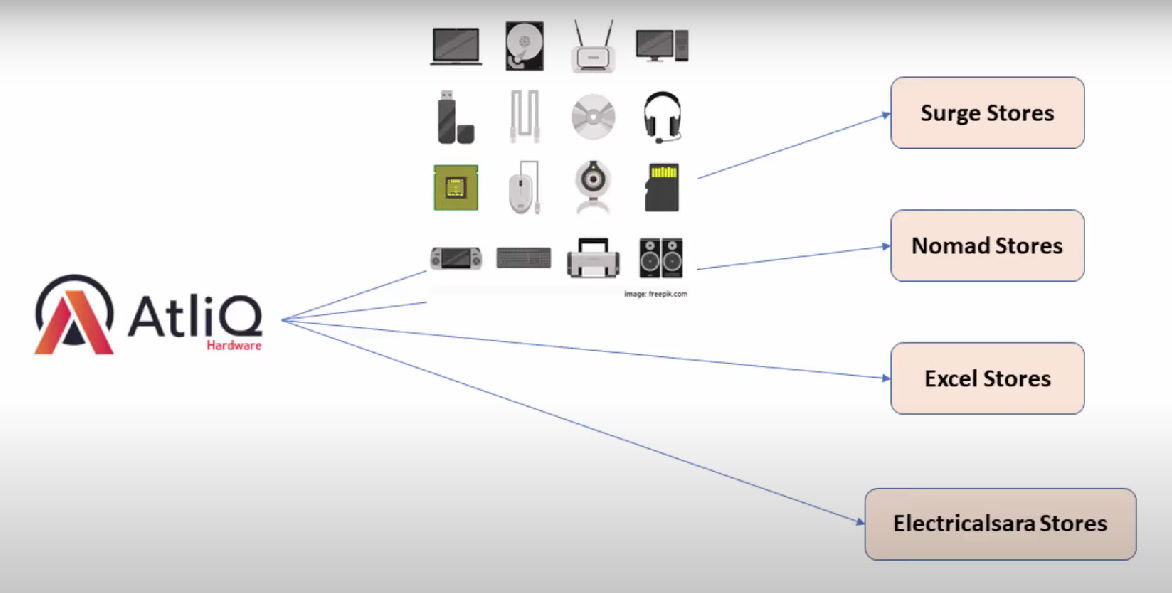 Surge Stores
Nomad Stores
image: freepik.com
AtliQ
Hardware
Excel Stores
Electricalsara Stores